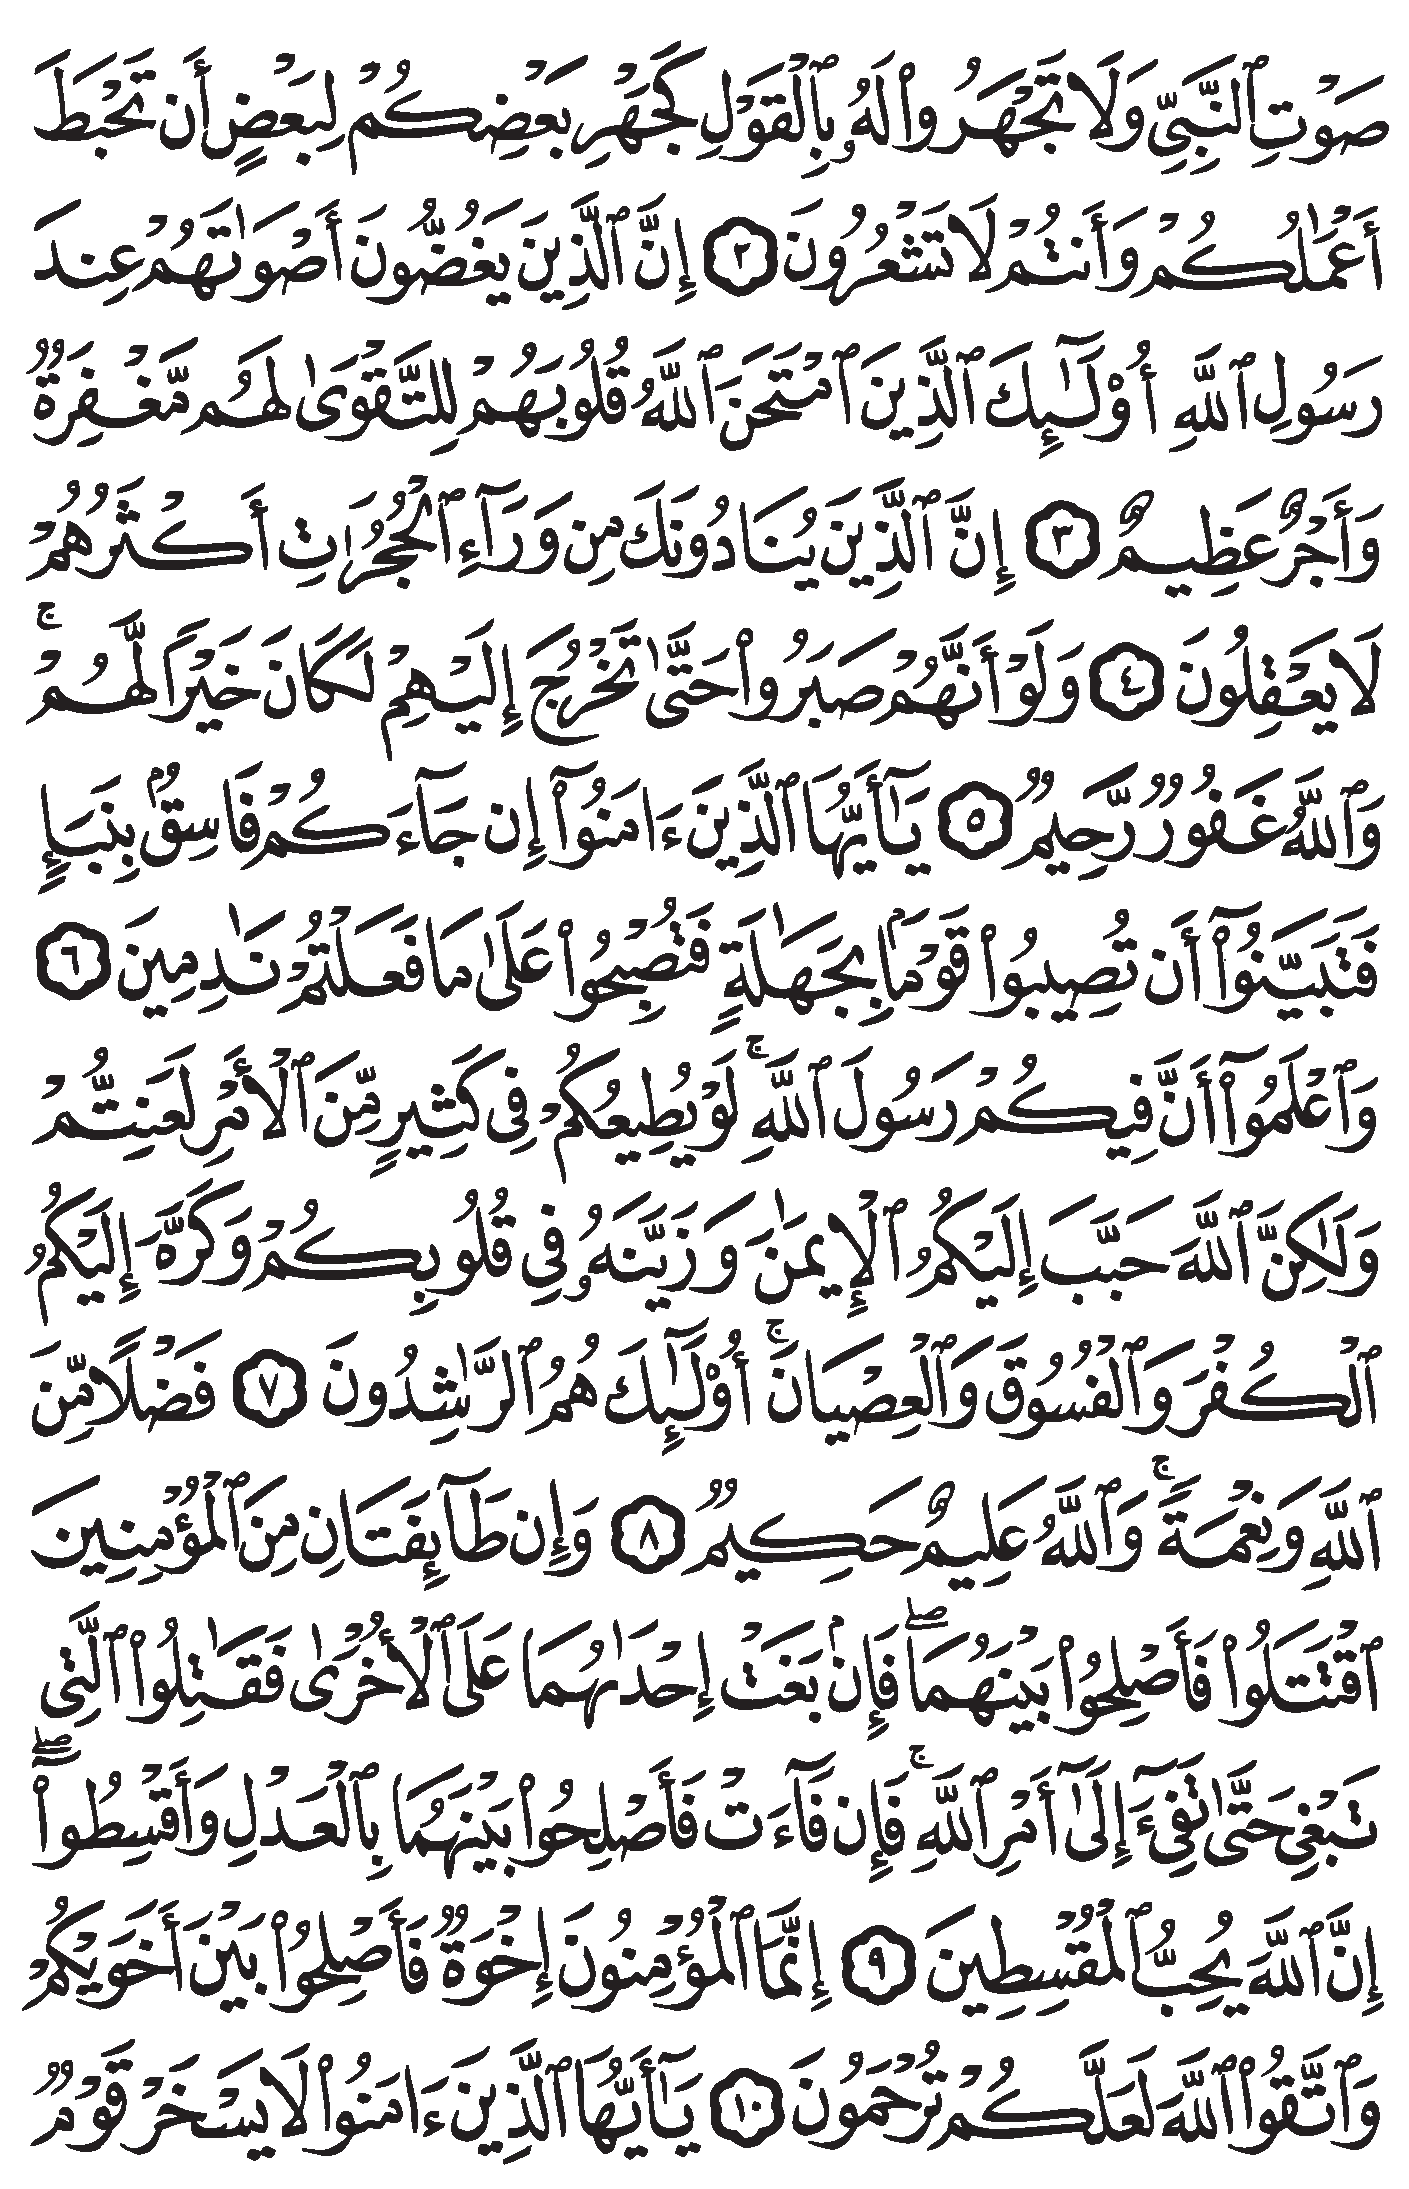 صَوْتِ ٱلنَّبِىِّ وَلَا تَجْهَرُوا۟ لَهُۥ بِٱلْقَوْلِ كَجَهْرِ بَعْضِكُمْ لِبَعْضٍ أَن تَحْبَطَ
أَعْمَٰلُكُمْ وَأَنتُمْ لَا تَشْعُرُونَ ٢ إِنَّ ٱلَّذِينَ يَغُضُّونَ أَصْوَٰتَهُمْ عِندَ
رَسُولِ ٱللَّهِ أُو۟لَٰٓئِكَ ٱلَّذِينَ ٱمْتَحَنَ ٱللَّهُ قُلُوبَهُمْ لِلتَّقْوَىٰ لَهُم مَّغْفِرَةٌ
وَأَجْرٌ عَظِيمٌ ٣ إِنَّ ٱلَّذِينَ يُنَادُونَكَ مِن وَرَآءِ ٱلْحُجُرَٰتِ أَكْثَرُهُمْ
لَا يَعْقِلُونَ ٤ وَلَوْ أَنَّهُمْ صَبَرُوا۟ حَتَّىٰ تَخْرُجَ إِلَيْهِمْ لَكَانَ خَيْرًا لَّهُمْ ۚ
وَٱللَّهُ غَفُورٌ رَّحِيمٌ ٥ يَٰٓأَيُّهَا ٱلَّذِينَ ءَامَنُوٓا۟ إِن جَآءَكُمْ فَاسِقٌۢ بِنَبَإٍ
فَتَبَيَّنُوٓا۟ أَن تُصِيبُوا۟ قَوْمًۢا بِجَهَٰلَةٍ فَتُصْبِحُوا۟ عَلَىٰ مَا فَعَلْتُمْ نَٰدِمِينَ ٦
وَٱعْلَمُوٓا۟ أَنَّ فِيكُمْ رَسُولَ ٱللَّهِ ۚ لَوْ يُطِيعُكُمْ فِى كَثِيرٍ مِّنَ ٱلْأَمْرِ لَعَنِتُّمْ
وَلَٰكِنَّ ٱللَّهَ حَبَّبَ إِلَيْكُمُ ٱلْإِيمَٰنَ وَزَيَّنَهُۥ فِى قُلُوبِكُمْ وَكَرَّهَ إِلَيْكُمُ
ٱلْكُفْرَ وَٱلْفُسُوقَ وَٱلْعِصْيَانَ ۚ أُو۟لَٰٓئِكَ هُمُ ٱلرَّٰشِدُونَ ٧ فَضْلًا مِّنَ
ٱللَّهِ وَنِعْمَةً ۚ وَٱللَّهُ عَلِيمٌ حَكِيمٌ ٨ وَإِن طَآئِفَتَانِ مِنَ ٱلْمُؤْمِنِينَ
ٱقْتَتَلُوا۟ فَأَصْلِحُوا۟ بَيْنَهُمَا ۖ فَإِنۢ بَغَتْ إِحْدَىٰهُمَا عَلَى ٱلْأُخْرَىٰ فَقَٰتِلُوا۟ ٱلَّتِى
تَبْغِى حَتَّىٰ تَفِىٓءَ إِلَىٰٓ أَمْرِ ٱللَّهِ ۚ فَإِن فَآءَتْ فَأَصْلِحُوا۟ بَيْنَهُمَا بِٱلْعَدْلِ وَأَقْسِطُوٓا۟ ۖ
إِنَّ ٱللَّهَ يُحِبُّ ٱلْمُقْسِطِينَ ٩ إِنَّمَا ٱلْمُؤْمِنُونَ إِخْوَةٌ فَأَصْلِحُوا۟ بَيْنَ أَخَوَيْكُمْ
وَٱتَّقُوا۟ ٱللَّهَ لَعَلَّكُمْ تُرْحَمُونَ ١٠ يَٰٓأَيُّهَا ٱلَّذِينَ ءَامَنُوا۟ لَا يَسْخَرْ قَوْمٌ